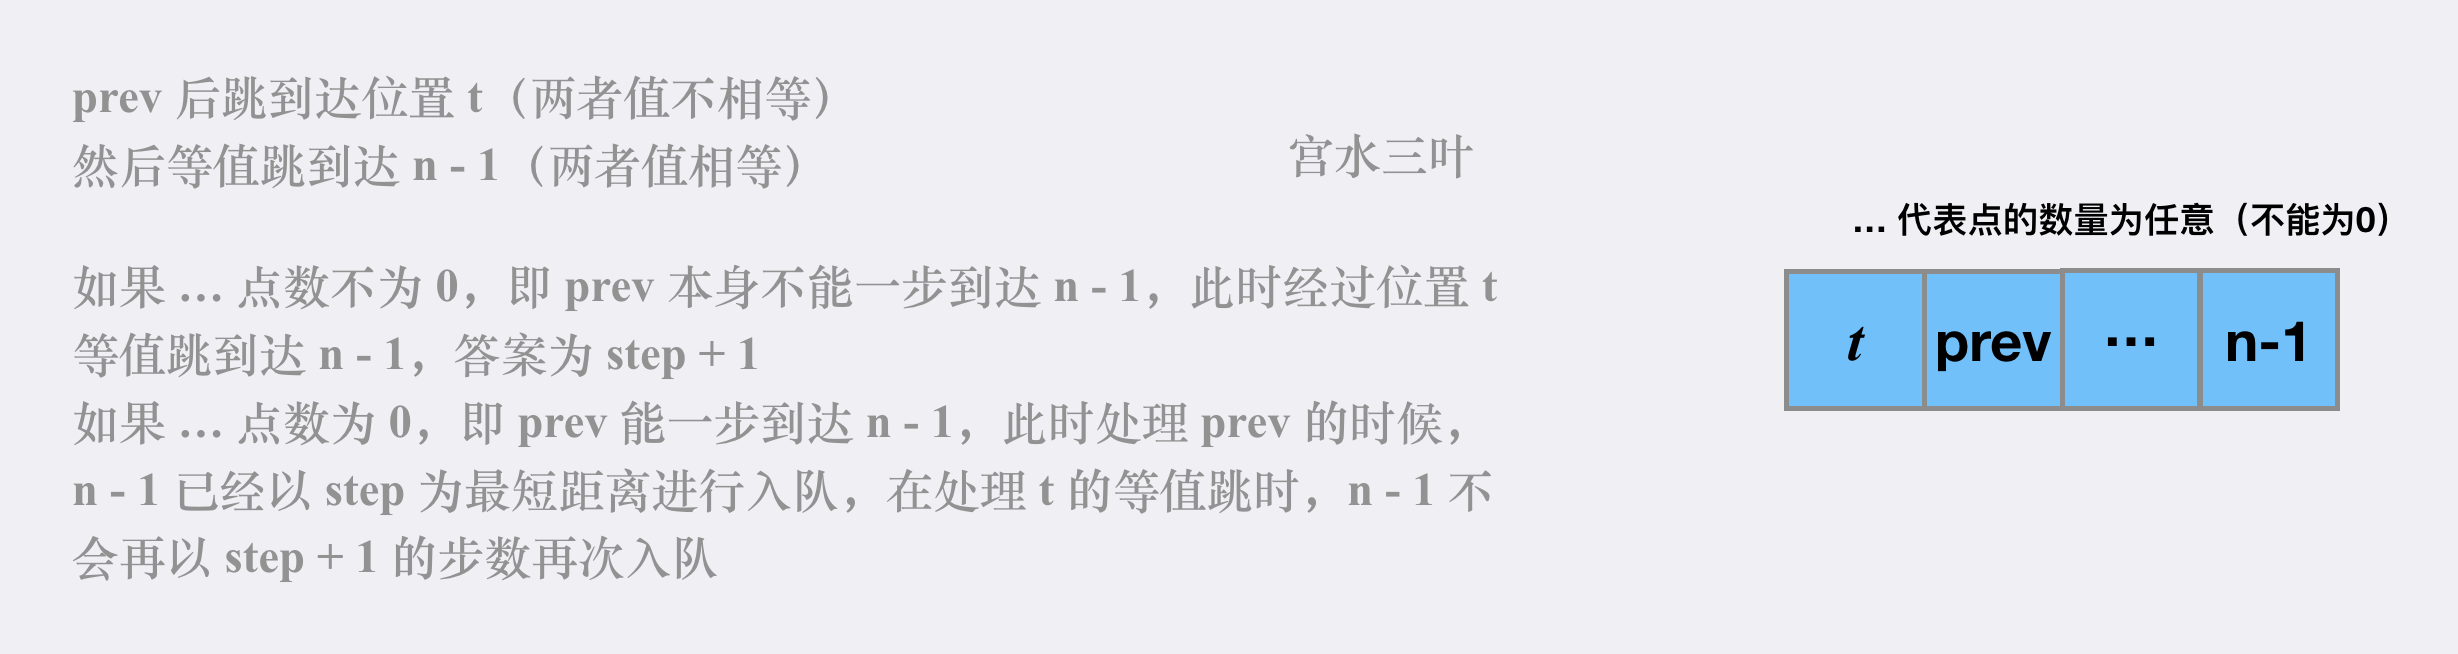 prev 后跳到达位置 t（两者值不相等）
然后等值跳到达 n - 1（两者值相等）
宫水三叶
如果 … 点数不为 0，即 prev 本身不能一步到达 n - 1，此时经过位置 t
等值跳到达 n - 1，答案为 step + 1
如果 … 点数为 0，即 prev 能一步到达 n - 1，此时处理 prev 的时候，
n - 1 已经以 step 为最短距离进行入队，在处理 t 的等值跳时，n - 1 不
会再以 step + 1 的步数再次入队
... 代表点的数量为任意（不能为0）
t prev ... n-1